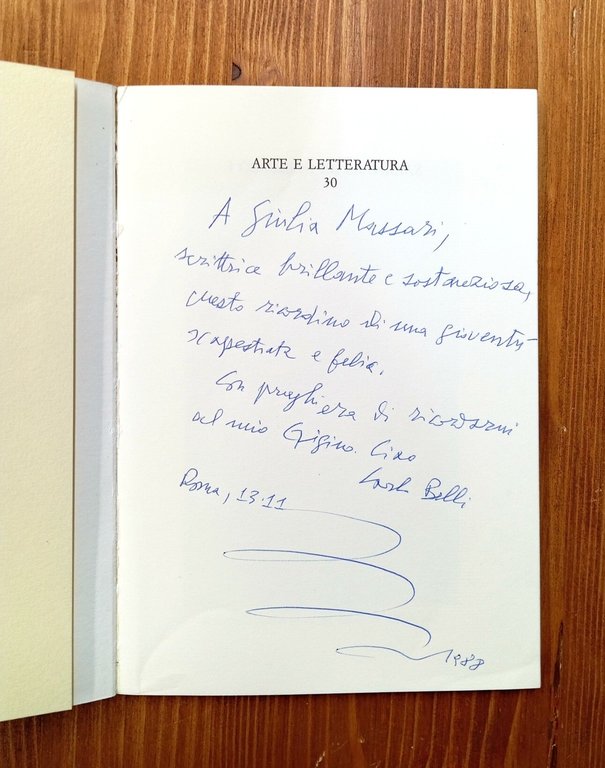 ARTE E LETTERATURA
30
A Giulia Massari,
scrittrice brillante e sostanziosa,
questo ricordino di una gioventù
scapestrata e felice.
Con preghiera di ricordarmi
al mio Gigino. Ciao
Carlo Belli
Roma, 13.11
1988